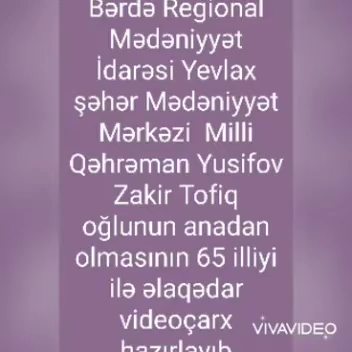 Bərdə Regional
Mədəniyyət
İdarəsi Yevlax
şəhər Mədəniyyət
Mərkəzi Milli
Qəhrəman Yusifov
Zakir Tofiq
oğlunun anadan
olmasının 65 illiyi
ilə əlaqədar
videoçarx
hazırlayıb
VIVAVIDEO